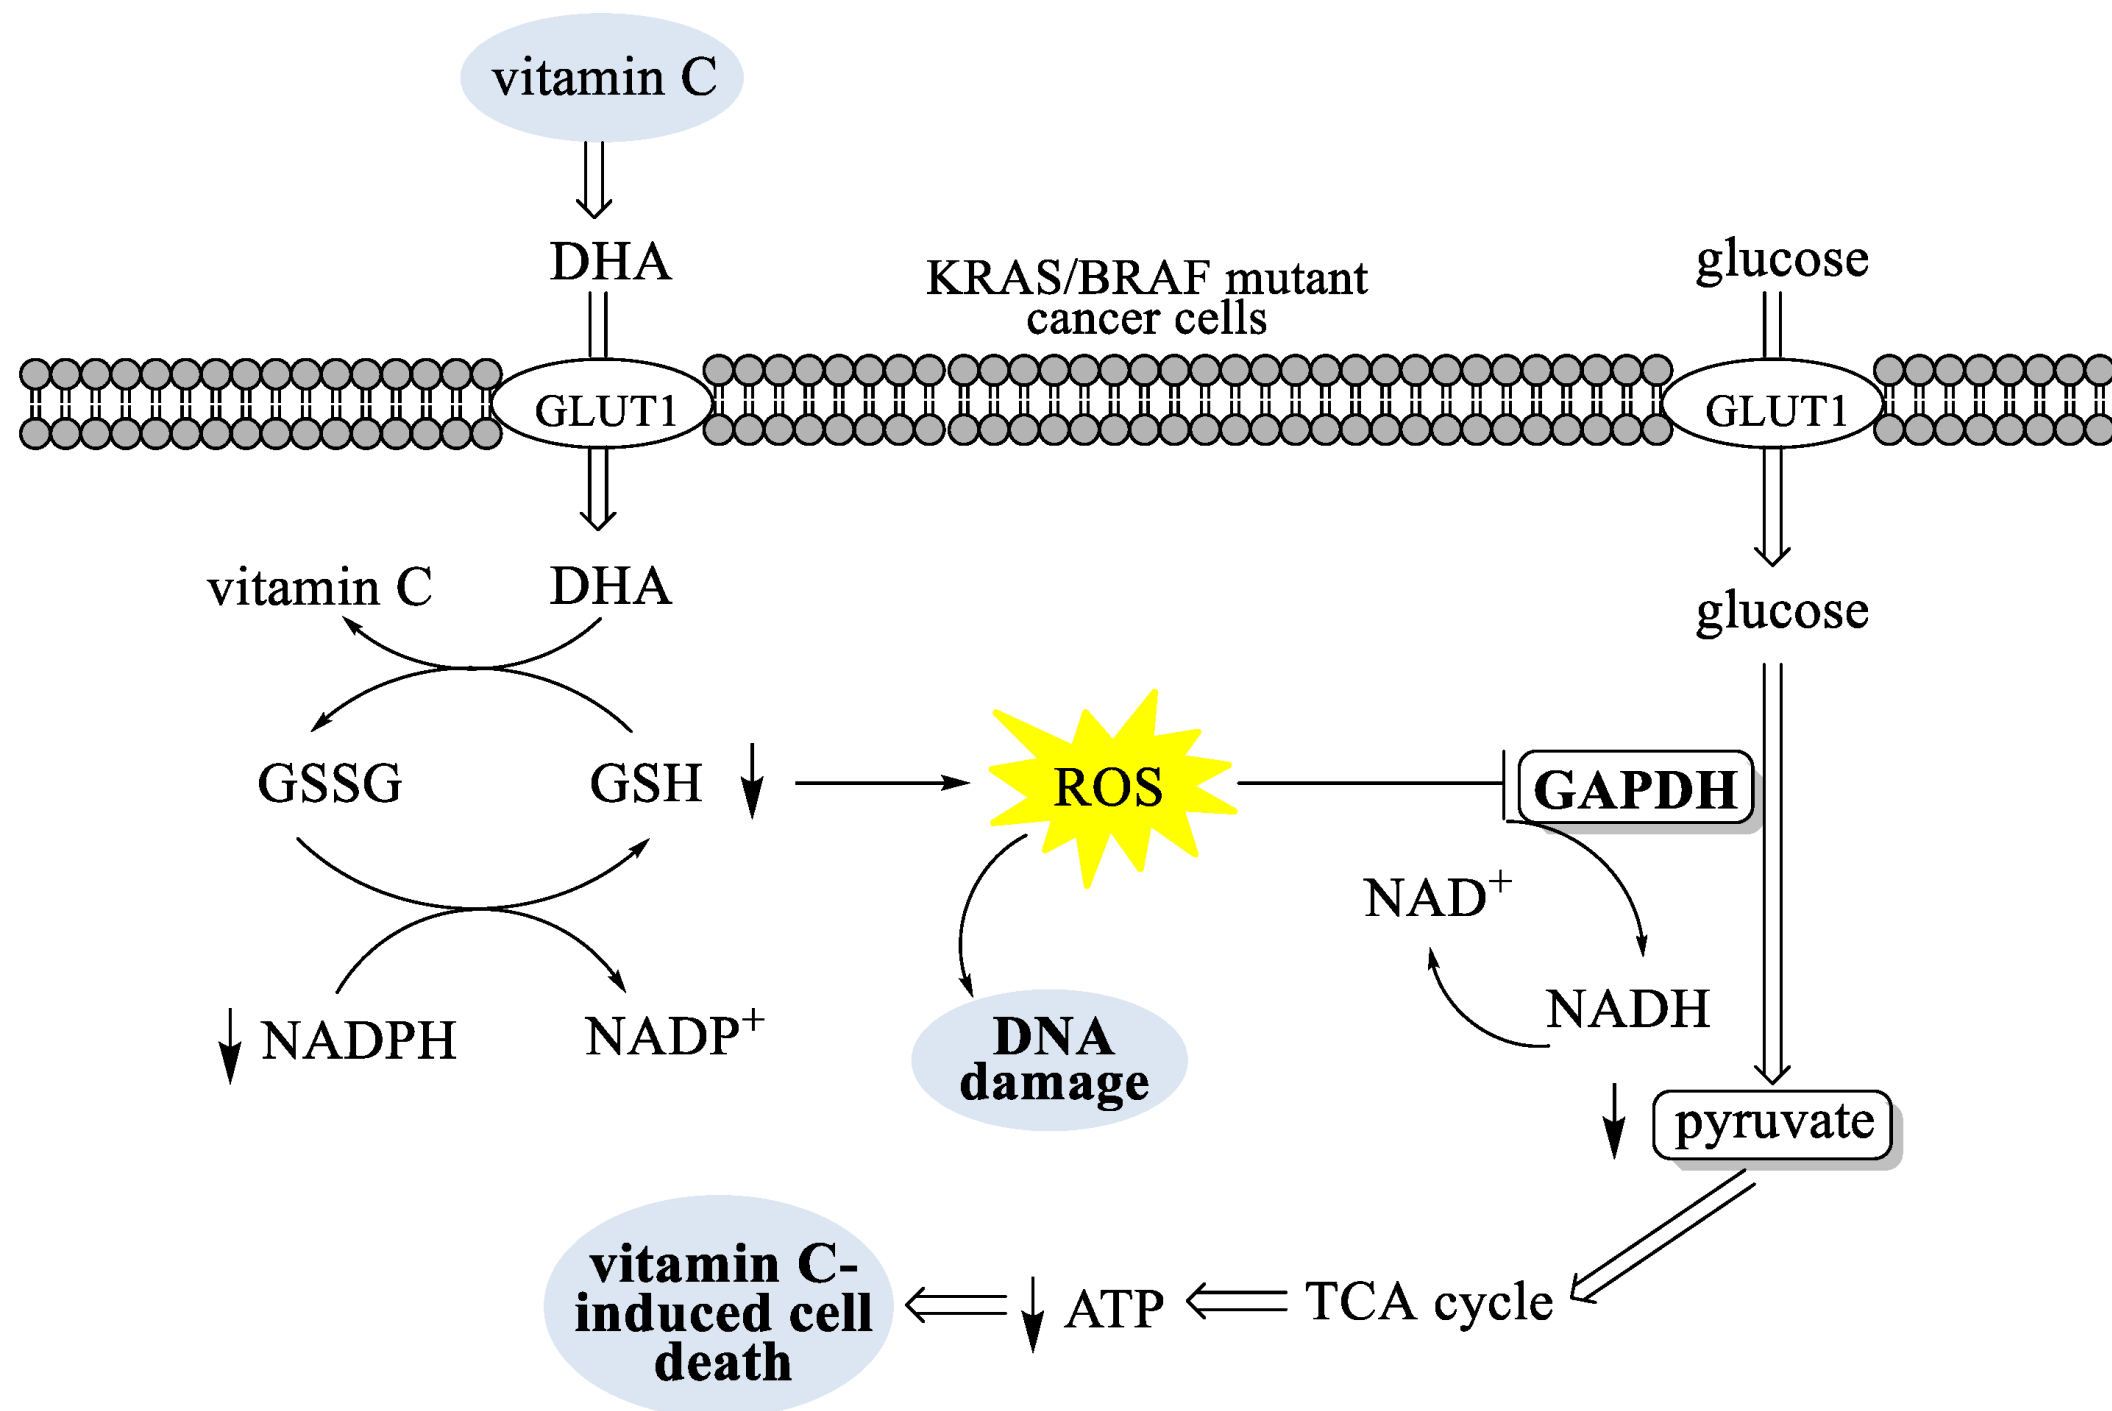 vitamin C
DHA
KRAS/BRAF mutant
cancer cells
glucose
GLUT1
GLUT1
vitamin C
DHA
glucose
GSSG
GSH
ROS
GAPDH
NAD⁺
NADH
NADPH
NADP⁺
DNA
damage
pyruvate
vitamin C-
induced cell
death
ATP
TCA cycle